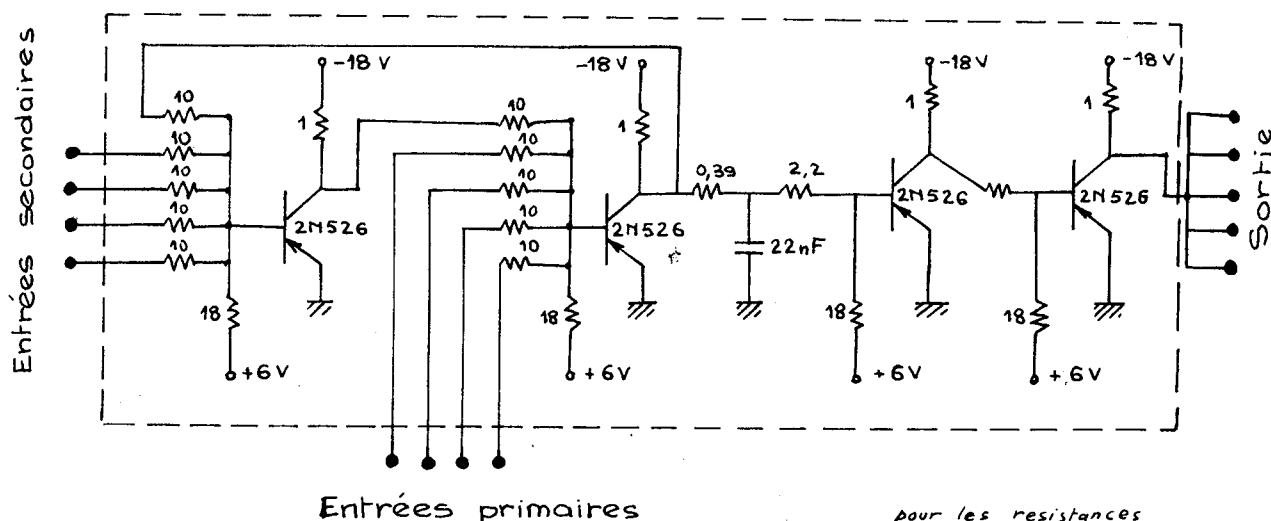 Entrées secondaires
-18 V
-18 V
-18 V
-18 V
10
10
10
10
10
1
10
10
10
10
10
1
0,39
2,2
1
1
2N526
2N526
2N526
2N526
22nF
18
18
18
18
+6V
+6V
+6V
+6V
Sortie
Entrées primaires
pour les resistances